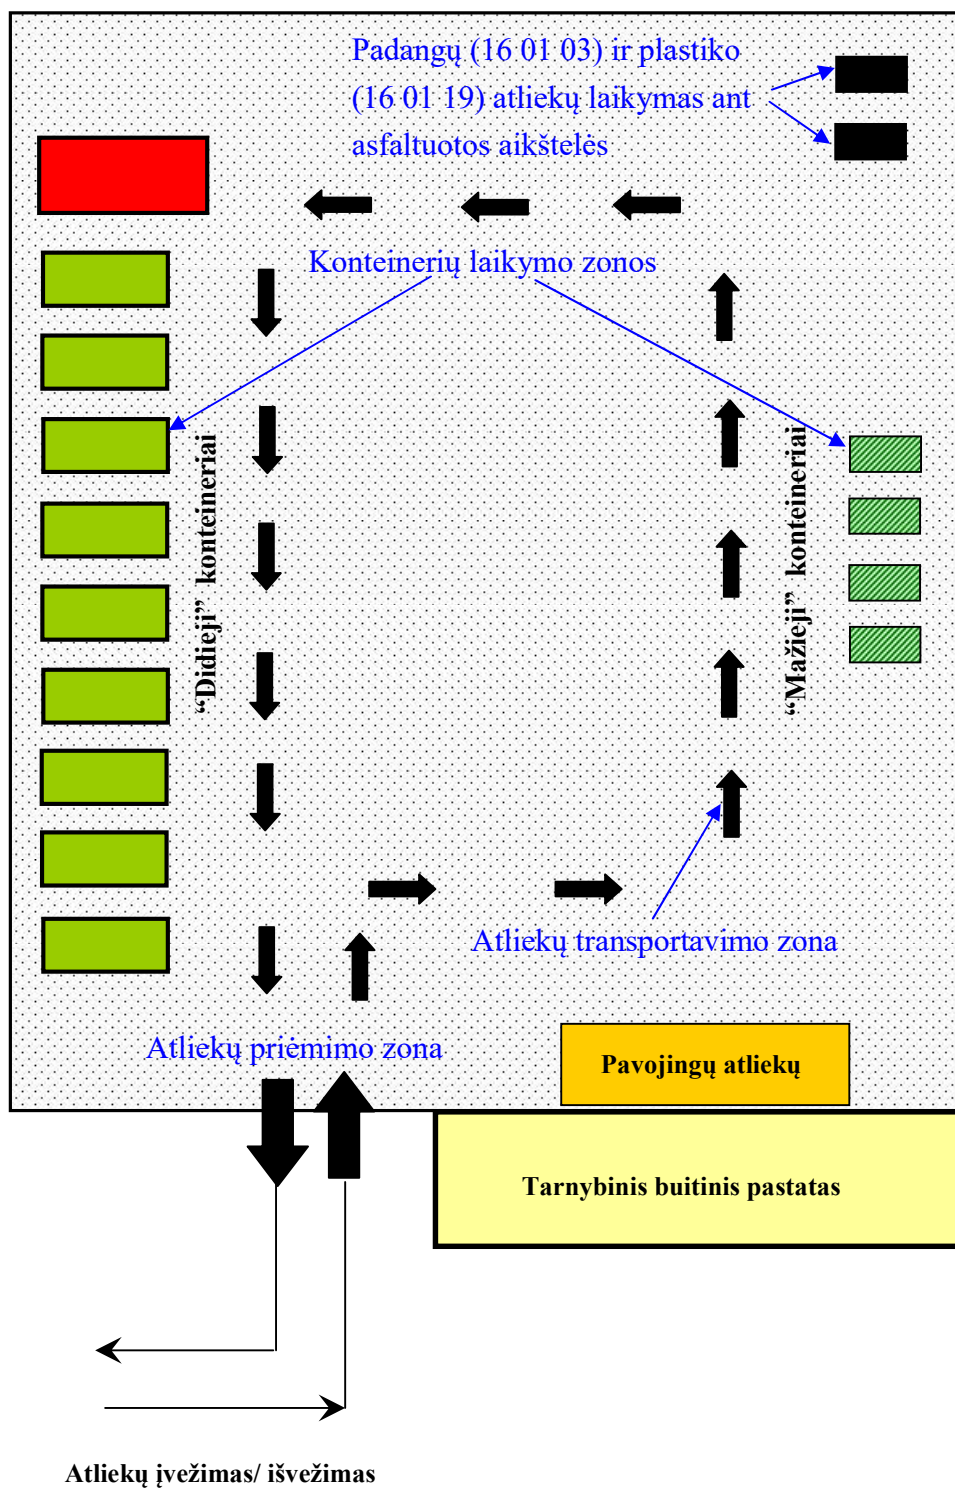 Padangų (16 01 03) ir plastiko
(16 01 19) atliekų laikymas ant
asfaltuotos aikštelės
Konteinerių laikymo zonos
“Didieji” konteineriai
“Mažieji” konteineriai
Atliekų transportavimo zona
Atliekų priėmimo zona
Pavojingų atliekų
Tarnybinis buitinis pastatas
Atliekų įvežimas/ išvežimas